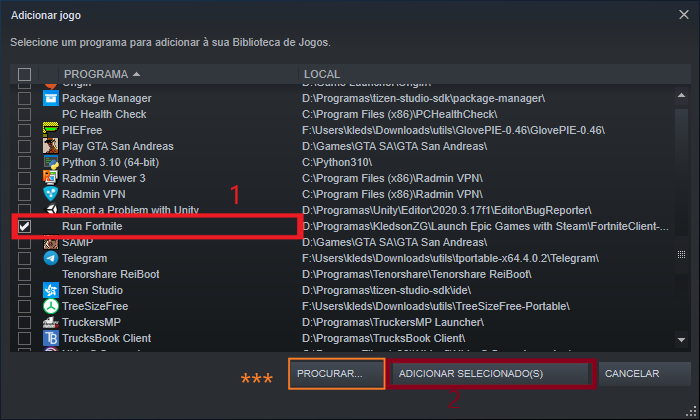 Adicionar jogo
Selecione um programa para adicionar à sua Biblioteca de Jogos.
PROGRAMA LOCAL
Origin D:\Game Launcher\Origin\
Package Manager D:\Programas\tizen-studio-sdk\package-manager\
PC Health Check C:\Program Files (x86)\PCHealthCheck\
PIEFree F:\Users\kleds\Downloads\utils\GlovePIE-0.46\GlovePIE-0.46\
Play GTA San Andreas D:\Games\GTA SA\GTA San Andreas\
Python 3.10 (64-bit) C:\Python310\
Radmin Viewer 3 C:\Program Files (x86)\Radmin VPN\
Radmin VPN C:\Program Files (x86)\Radmin VPN\
1
Report a Problem with Unity D:\Programas\Unity\Editor\2020.3.17f1\Editor\BugReporter\
Run Fortnite D:\Programas\KledsonZG\Launch Epic Games with Steam\FortniteClient-...
SAMP D:\Games\GTA SA\GTA San Andreas\
Telegram F:\Users\kleds\Downloads\utils\tportable-x64.4.0.2\Telegram\
Tenorshare ReiBoot D:\Programas\Tenorshare\Tenorshare ReiBoot\
Tizen Studio D:\Programas\tizen-studio-sdk\ide\
TreeSizeFree F:\Users\kleds\Downloads\utils\TreeSizeFree-Portable\
TruckersMP D:\Programas\TruckersMP Launcher\
TrucksBook Client D:\Programas\TrucksBook Client\
*** PROCURAR... ADICIONAR SELECIONADO(S) CANCELAR
2